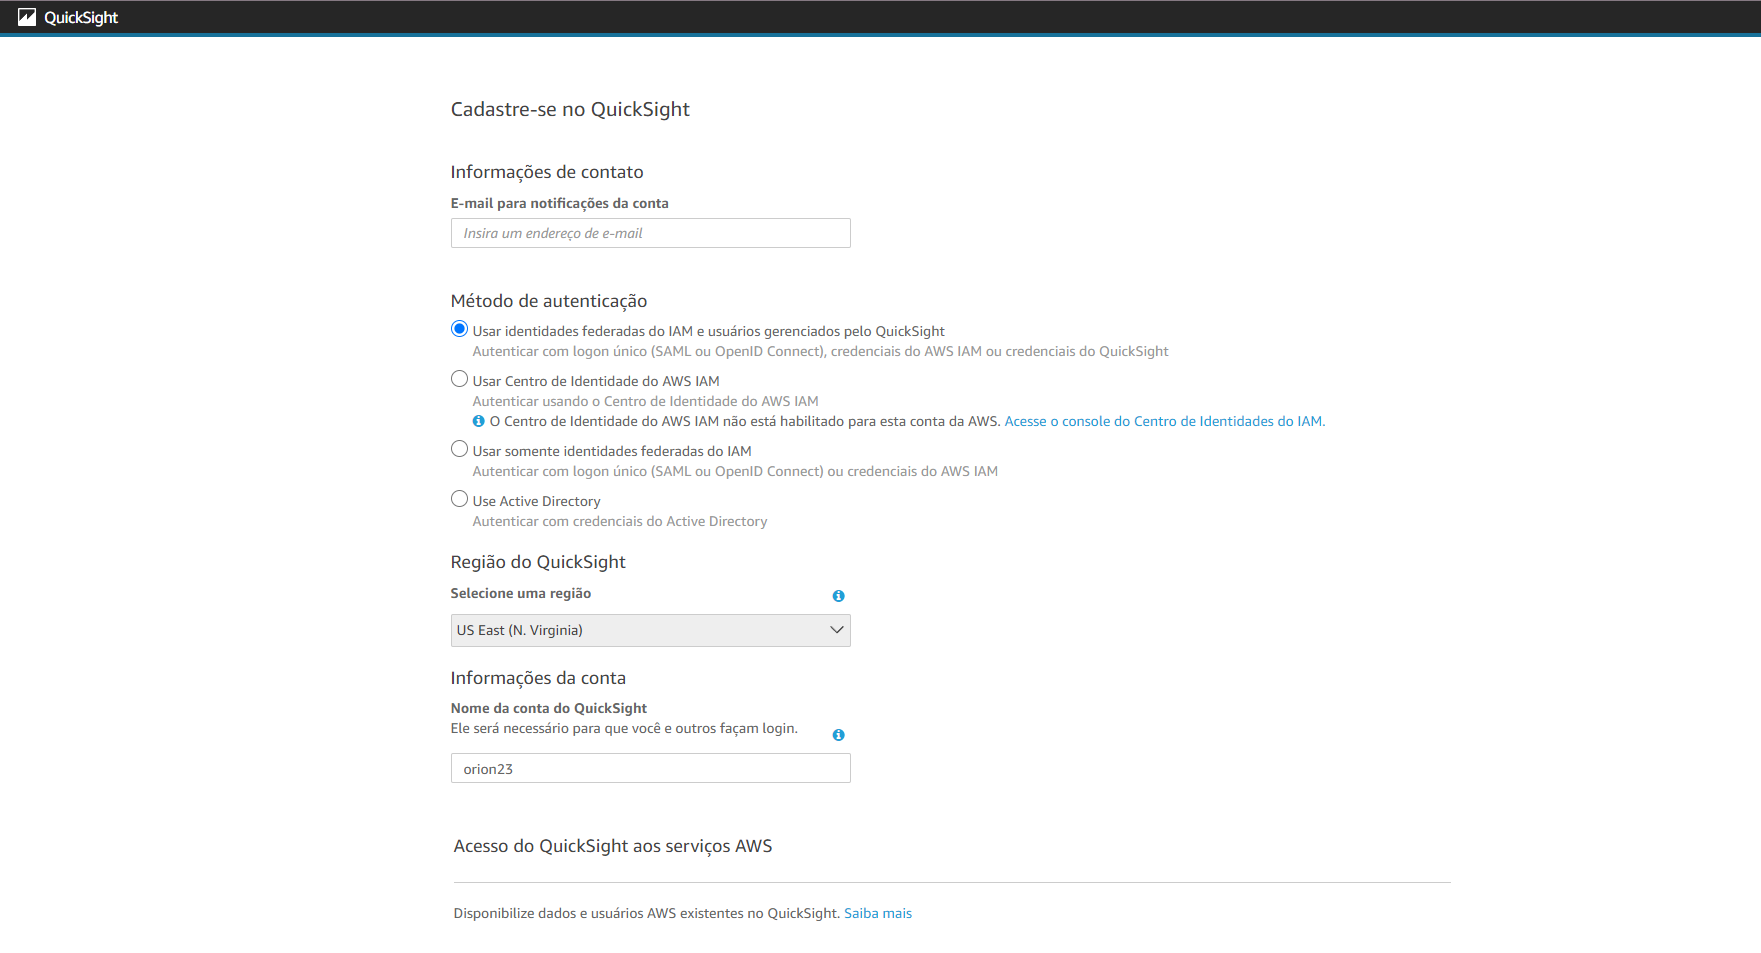 QuickSight
Cadastre-se no QuickSight
Informações de contato
E-mail para notificações da conta
Insira um endereço de e-mail
Método de autenticação
Usar identidades federadas do IAM e usuários gerenciados pelo QuickSight
Autenticar com logon único (SAML ou OpenID Connect), credenciais do AWS IAM ou credenciais do QuickSight
Usar Centro de Identidade do AWS IAM
Autenticar usando o Centro de Identidade do AWS IAM
O Centro de Identidade do AWS IAM não está habilitado para esta conta da AWS. Acesse o console do Centro de Identidades do IAM.
Usar somente identidades federadas do IAM
Autenticar com logon único (SAML ou OpenID Connect) ou credenciais do AWS IAM
Use Active Directory
Autenticar com credenciais do Active Directory
Região do QuickSight
Selecione uma região
US East (N. Virginia)
Informações da conta
Nome da conta do QuickSight
Ele será necessário para que você e outros façam login.
orion23
Acesso do QuickSight aos serviços AWS
Disponibilize dados e usuários AWS existentes no QuickSight. Saiba mais